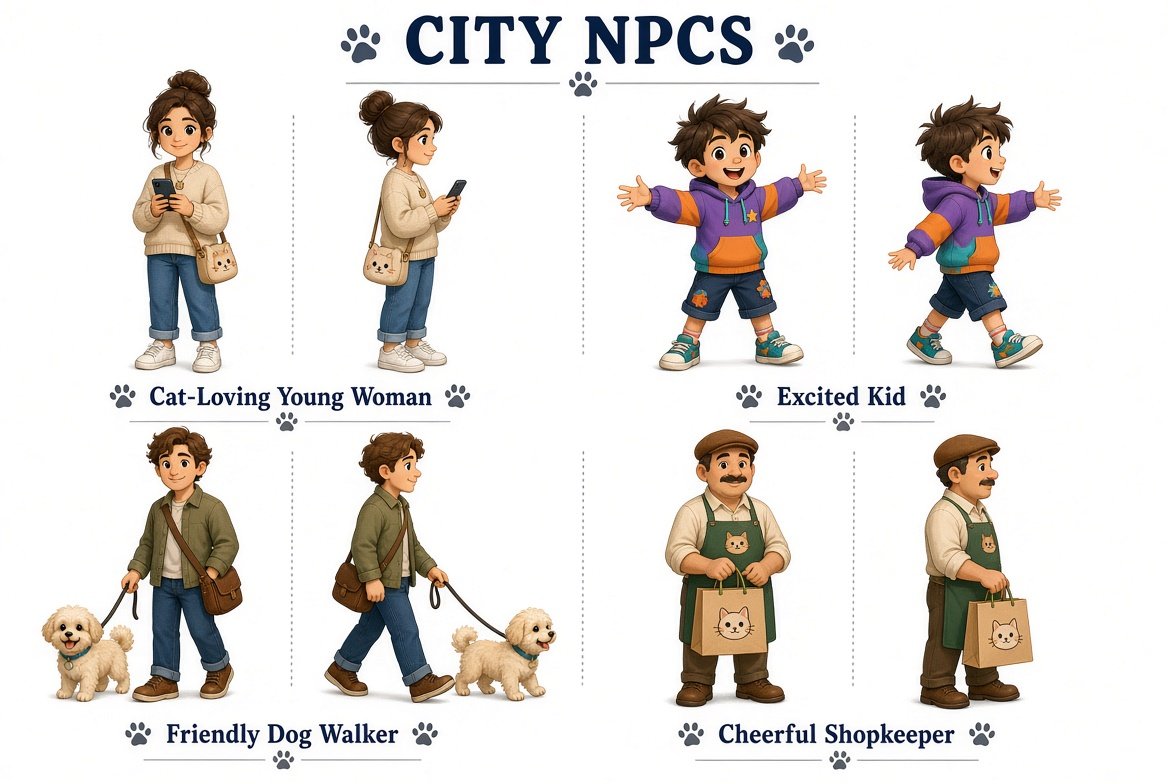 CITY NPCS
Cat-Loving Young Woman
Excited Kid
Friendly Dog Walker
Cheerful Shopkeeper